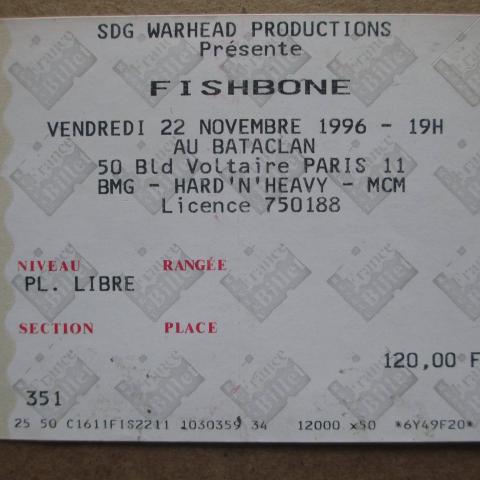 SDG WARHEAD PRODUCTIONS
Présente
FISHBONE
VENDREDI 22 NOVEMBRE 1996 - 19H
AU BATACLAN
50 Bld Voltaire PARIS 11
BMG - HARD'N'HEAVY - MCM
Licence 750188
NIVEAU RANGÉE
PL. LIBRE
SECTION PLACE
120,00 F
351
25 50 C1611FIS2211 1030359 34 12000 x50 *6Y49F20*
France Billet